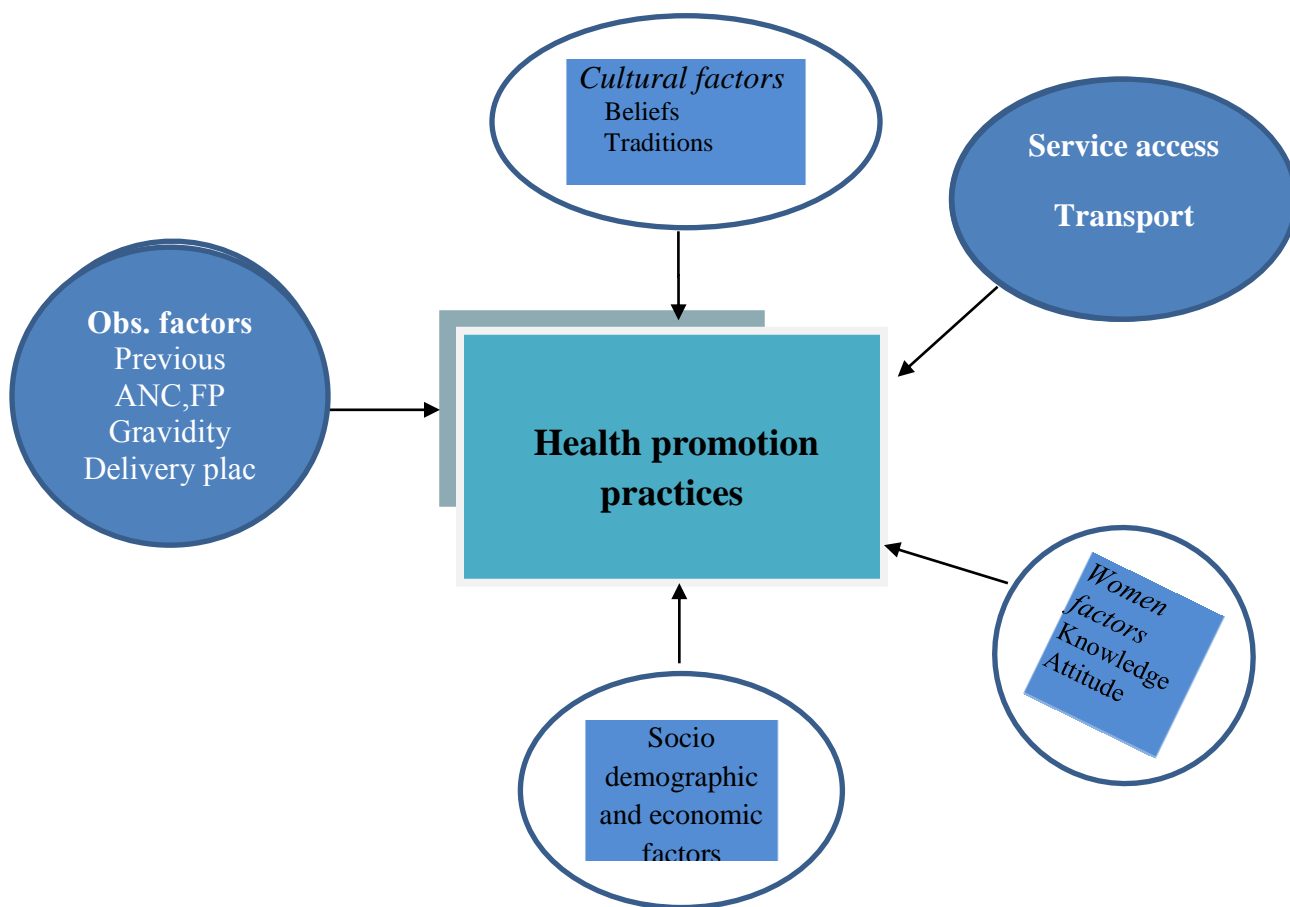 Cultural factors
Beliefs
Traditions
Service access
Transport
Obs. factors
Previous
ANC,FP
Gravidity
Delivery plac
Health promotion
practices
Women
factors
Knowledge
Attitude
Socio
demographic
and economic
factors